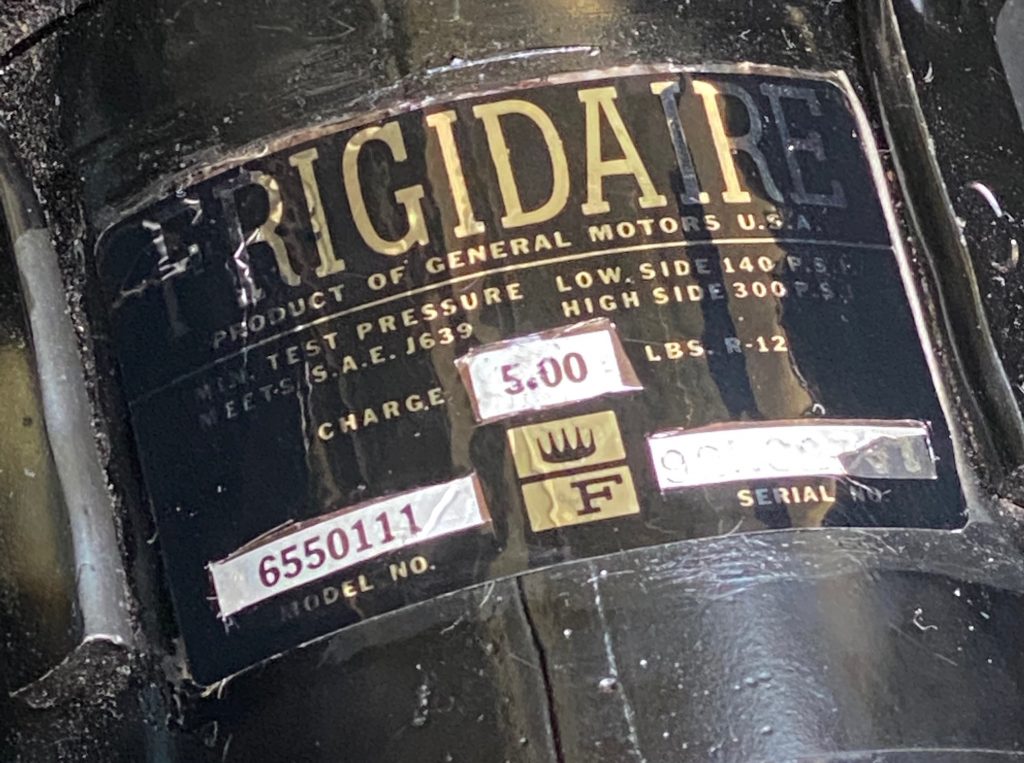 FRIGIDAIRE
PRODUCT OF GENERAL MOTORS U.S.A.
MIN. TEST PRESSURE LOW SIDE 140 P.S.I.
MEETS S.A.E. J639 HIGH SIDE 300 P.S.I.
CHARGE 5.00 LBS. R-12
F
6550111
MODEL NO.
SERIAL NO.